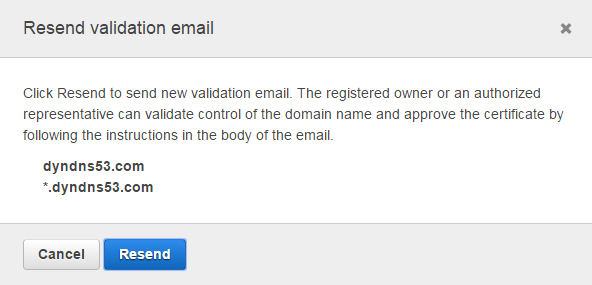 Resend validation email
Click Resend to send new validation email. The registered owner or an authorized
representative can validate control of the domain name and approve the certificate by
following the instructions in the body of the email.
dyndns53.com
*.dyndns53.com
Cancel Resend